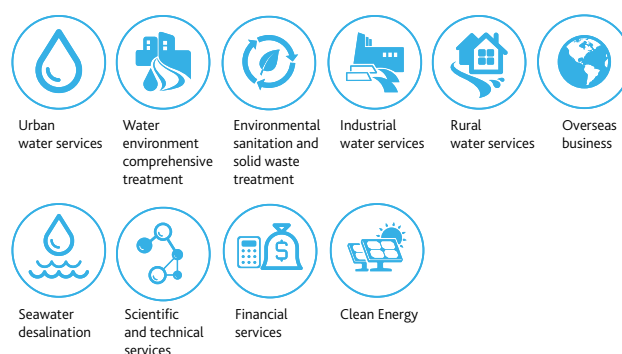 Urban
water services
Water
environment
comprehensive
treatment
Environmental
sanitation and
solid waste
treatment
Industrial
water services
Rural
water services
Overseas
business
Seawater
desalination
Scientific
and technical
services
$
Financial
services
Clean Energy